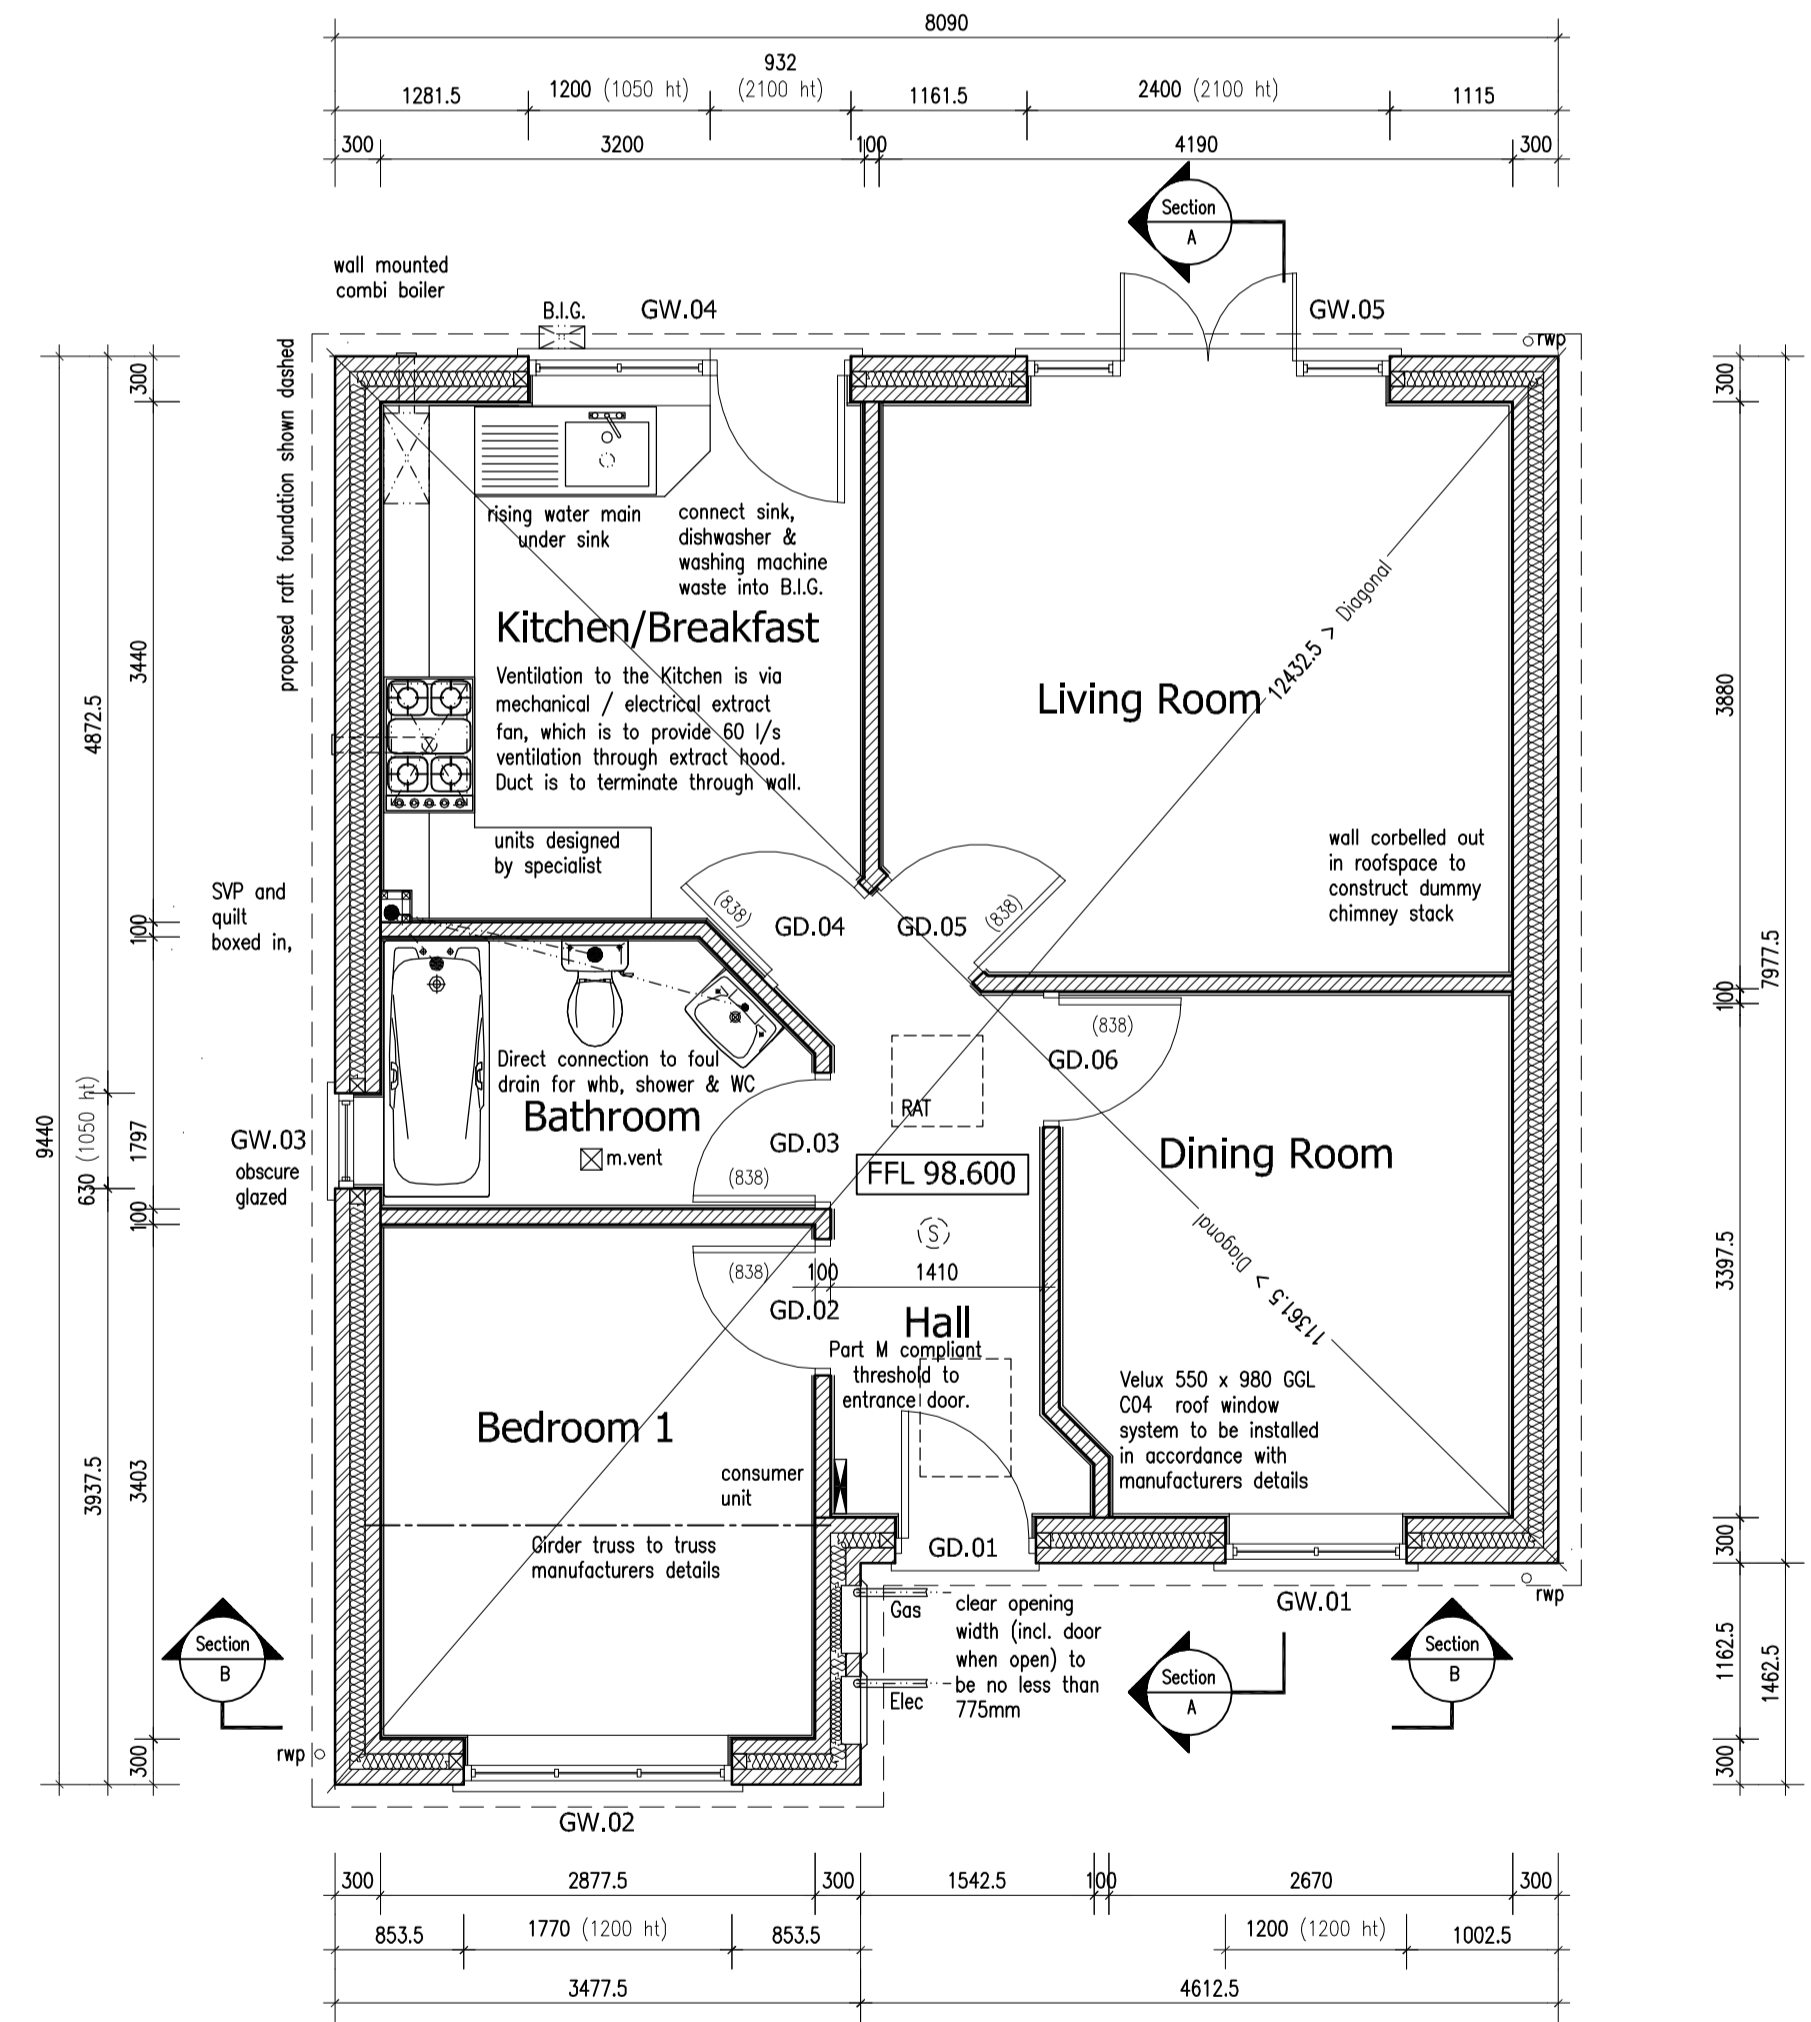 8090
932
1281.5
1200 (1050 ht)
(2100 ht)
1161.5
2400 (2100 ht)
1115
300
3200
100
4190
300
Section
A
wall mounted
combi boiler
B.I.G.
GW.04
GW.05
rwp
proposed raft foundation shown dashed
rising water main
under sink
connect sink,
dishwasher &
washing machine
waste into B.I.G.
Kitchen/Breakfast
Ventilation to the Kitchen is via
mechanical / electrical extract
fan, which is to provide 60 l/s
ventilation through extract hood.
Duct is to terminate through wall.
units designed
by specialist
Living Room
12432.5 > Diagonal
wall corbelled out
in roofspace to
construct dummy
chimney stack
SVP and
quilt
boxed in,
(838)
GD.04
GD.05
(838)
(838)
GD.06
Direct connection to foul
drain for whb, shower & WC
Bathroom
m.vent
GW.03
obscure
glazed
GD.03
(838)
RAT
FFL 98.600
S
Dining Room
11361.5 > Diagonal
(838)
100
1410
GD.02
Hall
Part M compliant
threshold to
entrance door.
Bedroom 1
consumer
unit
Velux 550 x 980 GGL
C04 roof window
system to be installed
in accordance with
manufacturers details
Girder truss to truss
manufacturers details
GD.01
GW.01
rwp
Gas
Elec
clear opening
width (incl. door
when open) to
be no less than
775mm
Section
B
Section
A
Section
B
rwp
GW.02
9440
4872.5
630 (1050 ht)
3937.5
300
3440
100
1797
100
3403
300
300
3880
100
3397.5
300
1162.5
300
7977.5
1462.5
300
2877.5
300
1542.5
100
2670
300
853.5
1770 (1200 ht)
853.5
1200 (1200 ht)
1002.5
3477.5
4612.5